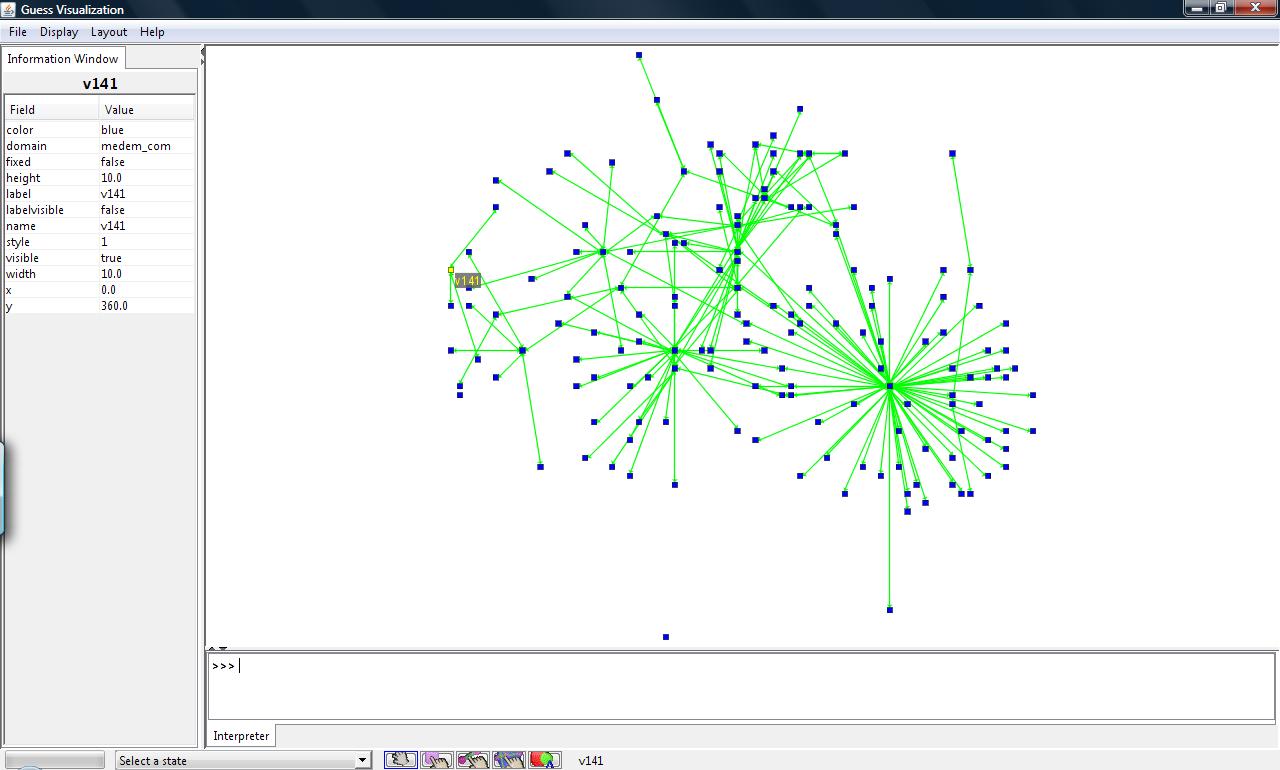 Guess Visualization
File Display Layout Help
Information Window
v141
Field Value
color blue
domain medem_com
fixed false
height 10.0
label v141
labelvisible false
name v141
style 1
visible true
width 10.0
x 0.0
y 360.0
v141
>>>
Interpreter
Select a state
v141